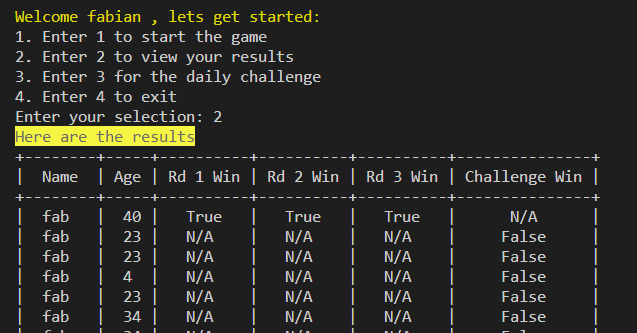 Welcome fabian , lets get started:
1. Enter 1 to start the game
2. Enter 2 to view your results
3. Enter 3 for the daily challenge
4. Enter 4 to exit
Enter your selection: 2
Here are the results
+--------+-----+----------+----------+----------+---------------+
|  Name  | Age | Rd 1 Win | Rd 2 Win | Rd 3 Win | Challenge Win |
+--------+-----+----------+----------+----------+---------------+
|  fab   |  40 |   True   |   True   |   True   |      N/A      |
|  fab   |  23 |   N/A    |   N/A    |   N/A    |     False     |
|  fab   |  23 |   N/A    |   N/A    |   N/A    |     False     |
|  fab   |  4  |   N/A    |   N/A    |   N/A    |     False     |
|  fab   |  23 |   N/A    |   N/A    |   N/A    |     False     |
|  fab   |  34 |   N/A    |   N/A    |   N/A    |     False     |